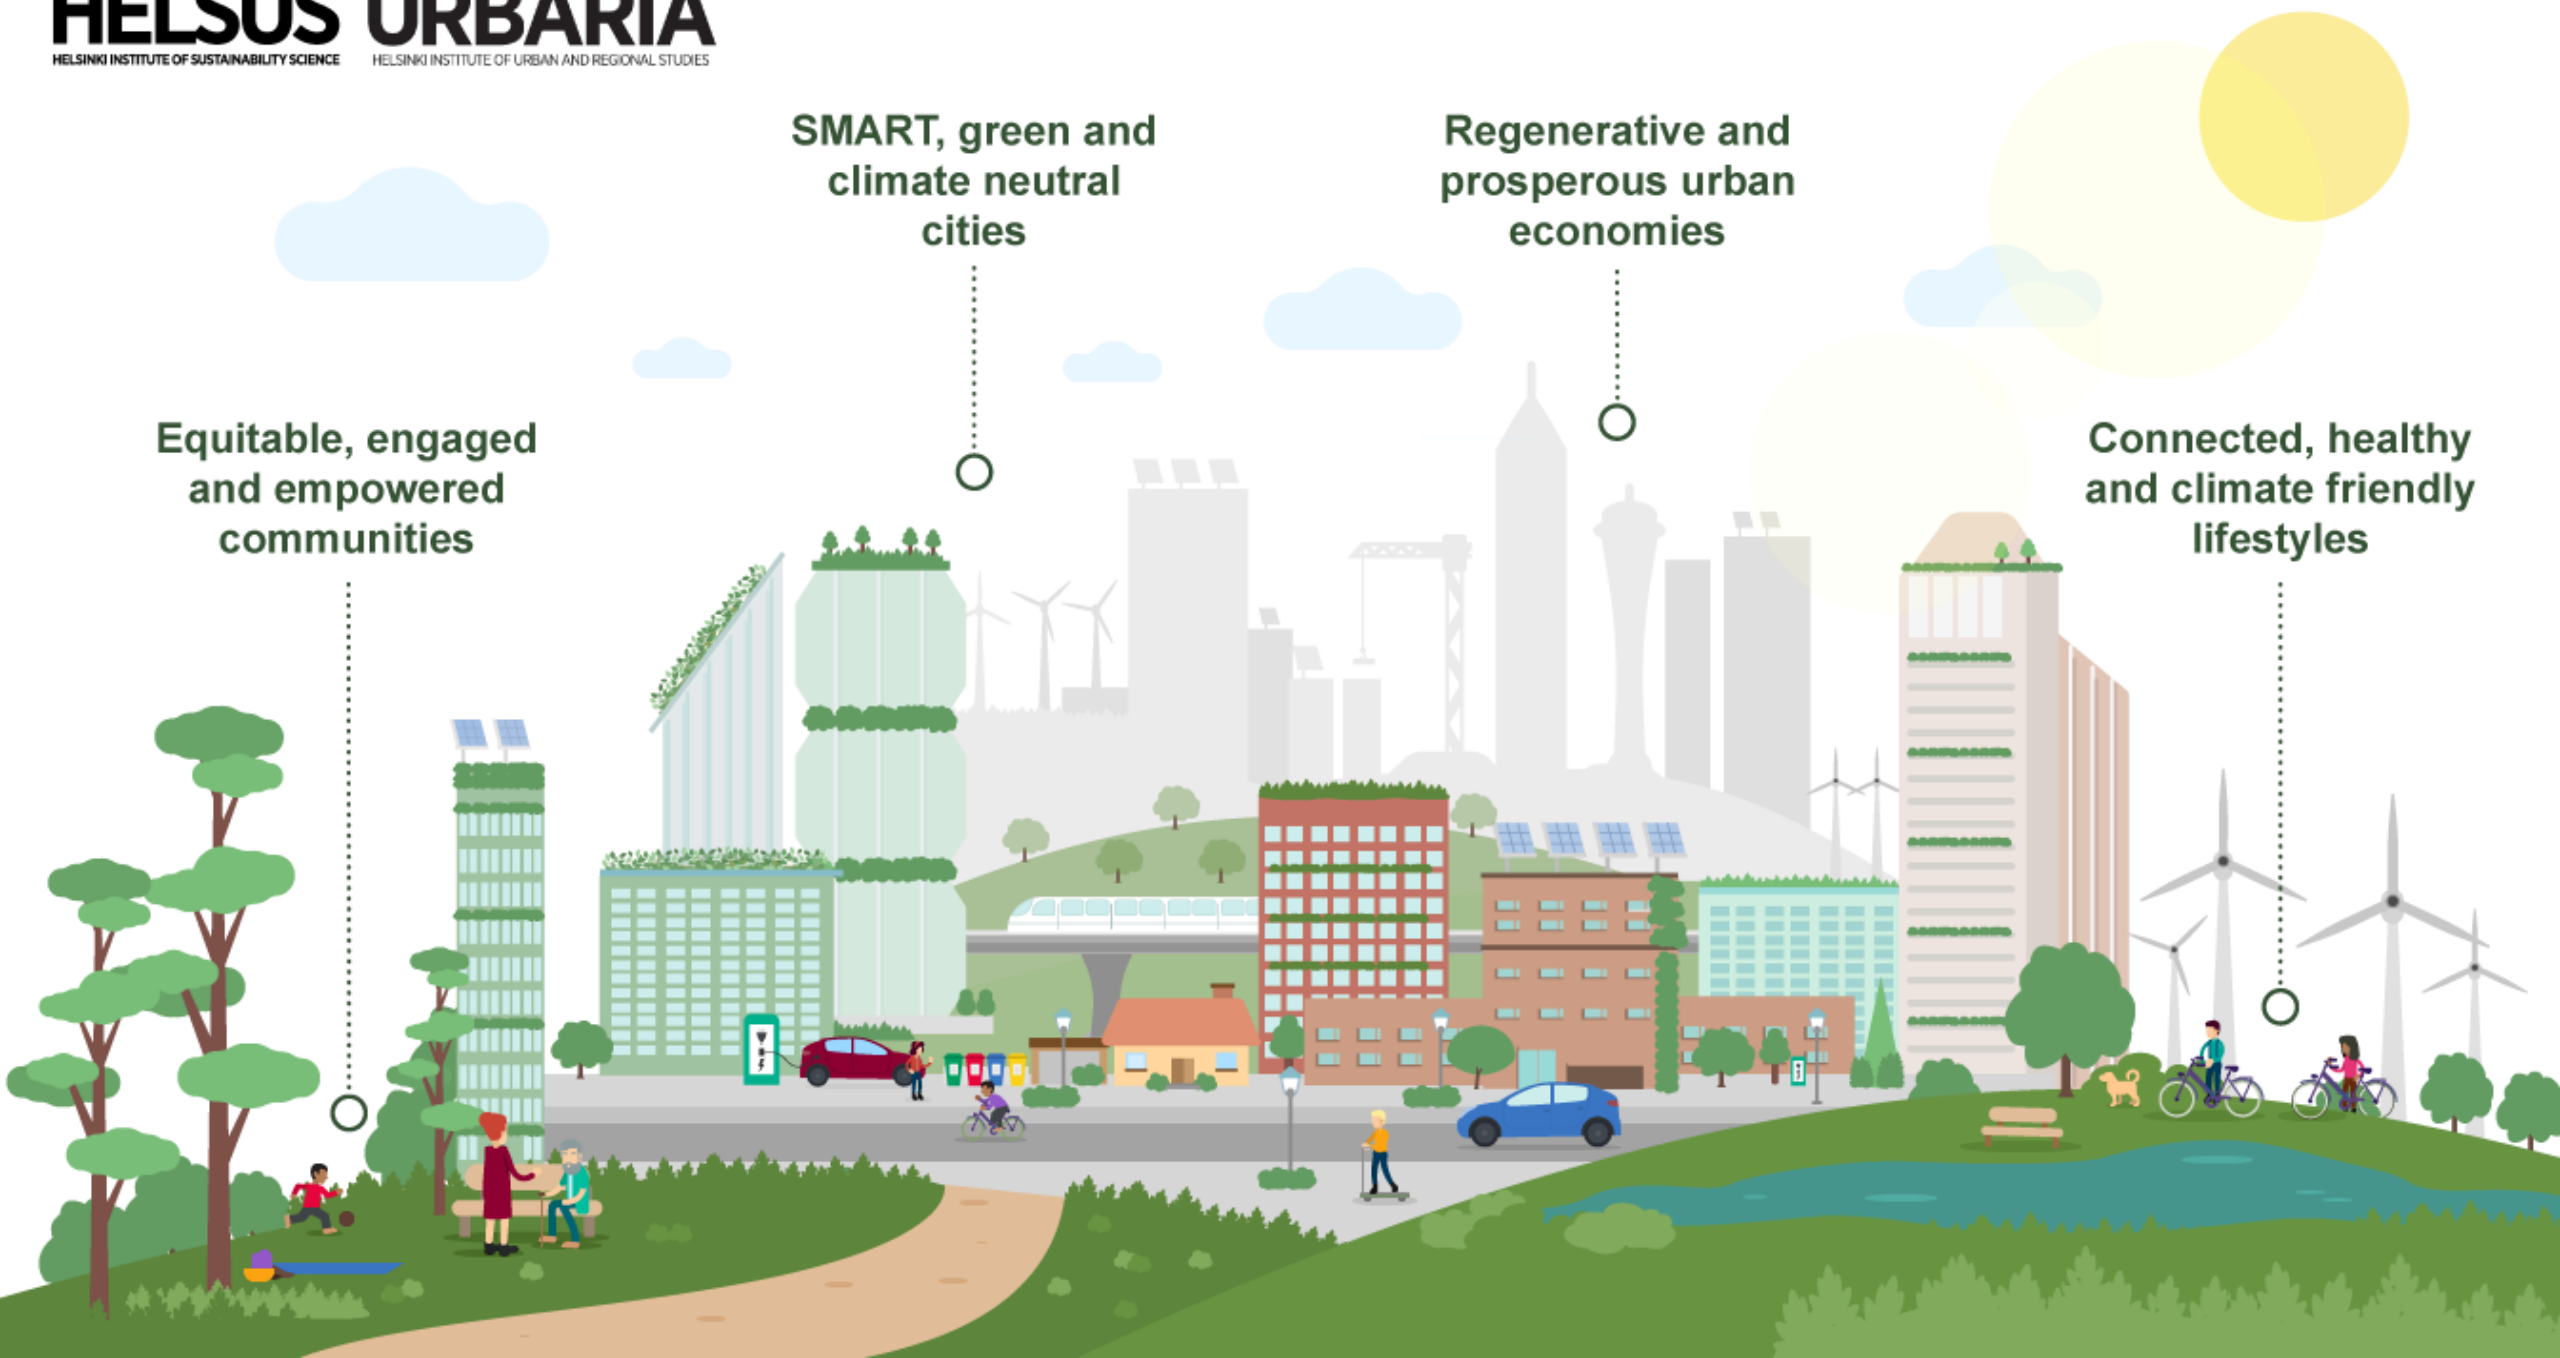 HELSUS URBARIA
HELSINKI INSTITUTE OF SUSTAINABILITY SCIENCE HELSINKI INSTITUTE OF URBAN AND REGIONAL STUDIES
SMART, green and
climate neutral
cities
Regenerative and
prosperous urban
economies
Equitable, engaged
and empowered
communities
Connected, healthy
and climate friendly
lifestyles